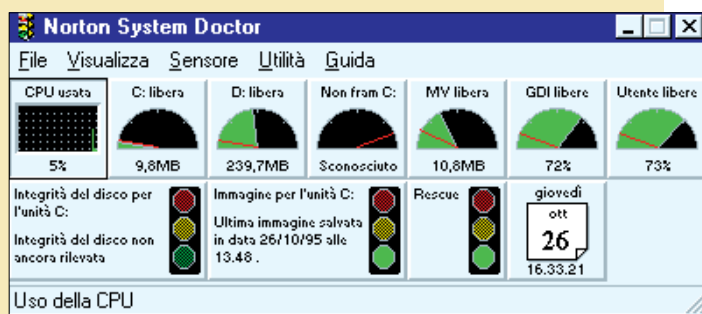 Norton System Doctor
File Visualizza Sensore Utilità Guida
CPU usata
5%
C: libera
9,8MB
D: libera
239,7MB
Non fram C:
Sconosciuto
MV libera
10,8MB
GDI libere
72%
Utente libere
73%
Integrità del disco per
l'unità C:
Integrità del disco non
ancora rilevata
Immagine per l'unità C:
Ultima immagine salvata
in data 26/10/95 alle
13.48 .
Rescue
giovedì
ott
26
16.33.21
Uso della CPU